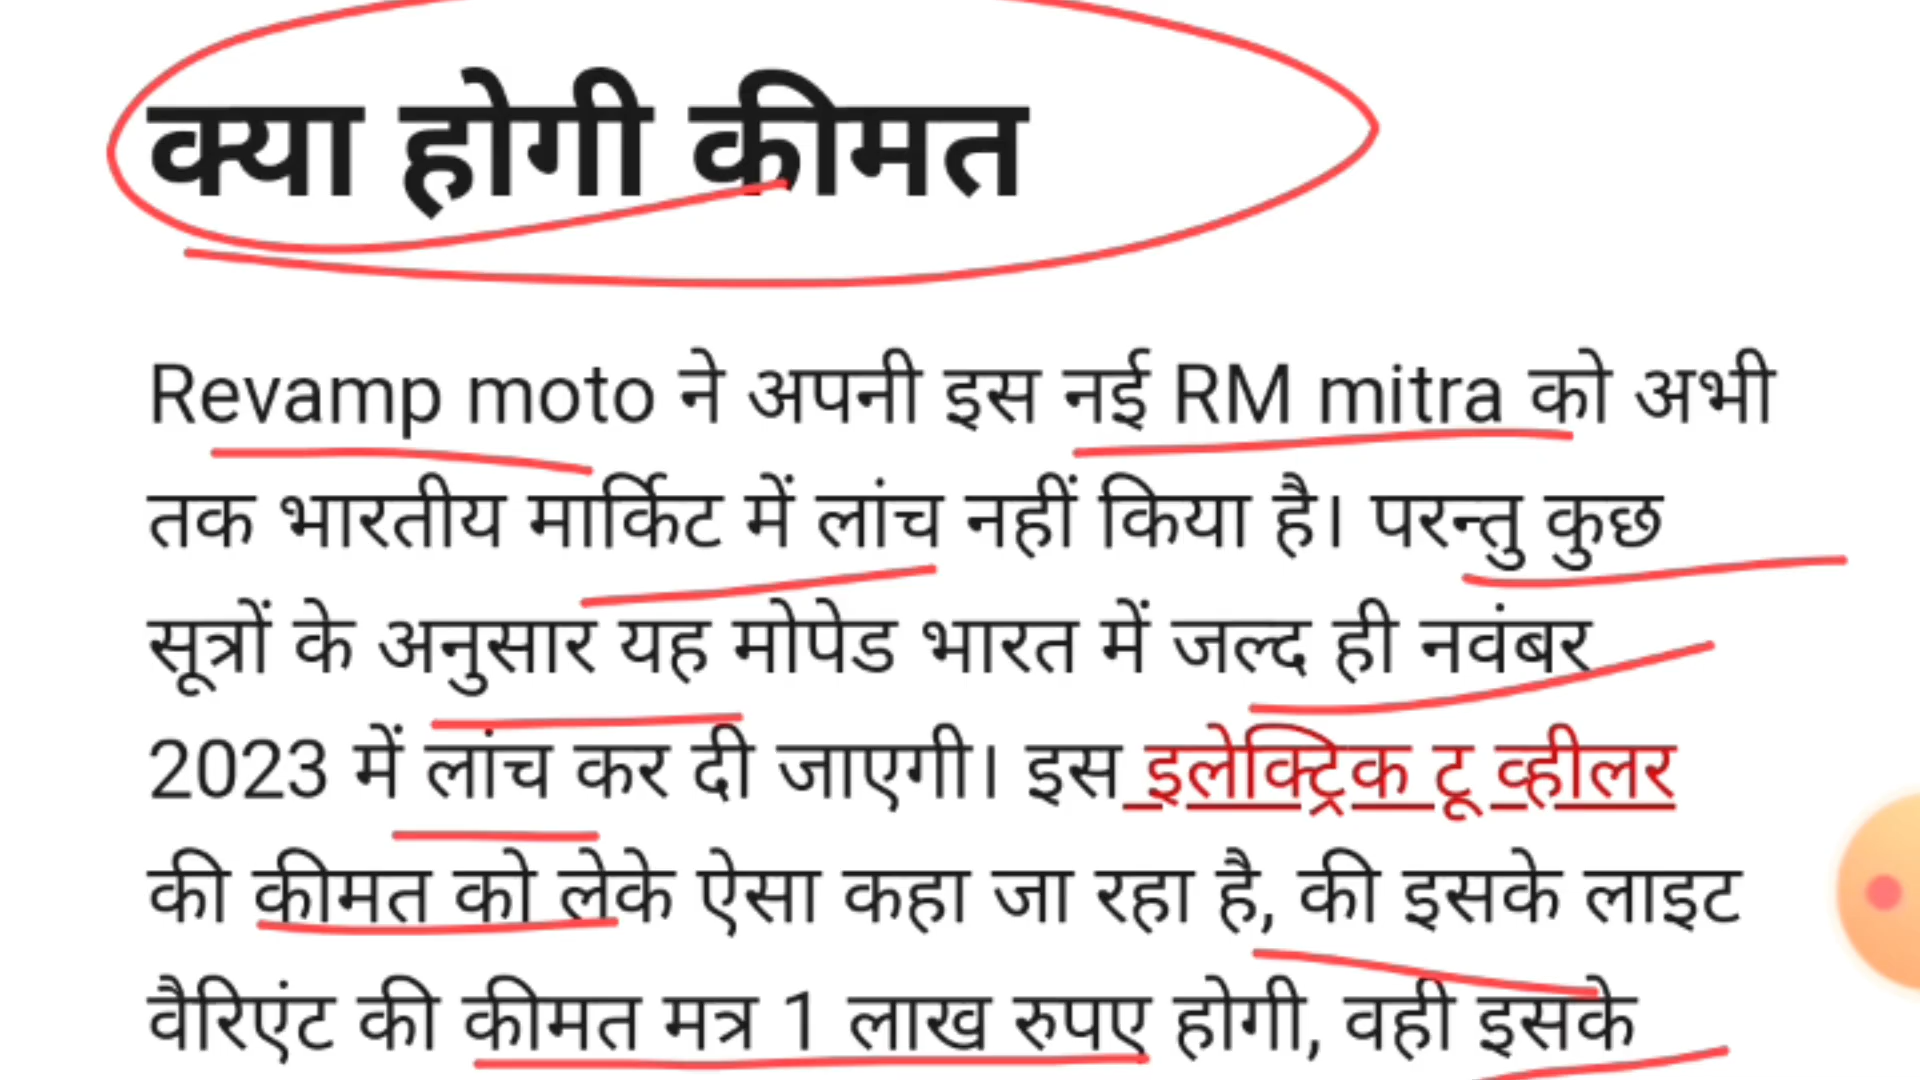 क्या होगी कीमत
Revamp moto ने अपनी इस नई RM mitra को अभी
तक भारतीय मार्किट में लांच नहीं किया है। परन्तु कुछ
सूत्रों के अनुसार यह मोपेड भारत में जल्द ही नवंबर
2023 में लांच कर दी जाएगी। इस इलेक्ट्रिक टू व्हीलर
की कीमत को लेके ऐसा कहा जा रहा है, की इसके लाइट
वैरिएंट की कीमत मत्र 1 लाख रुपए होगी, वही इसके